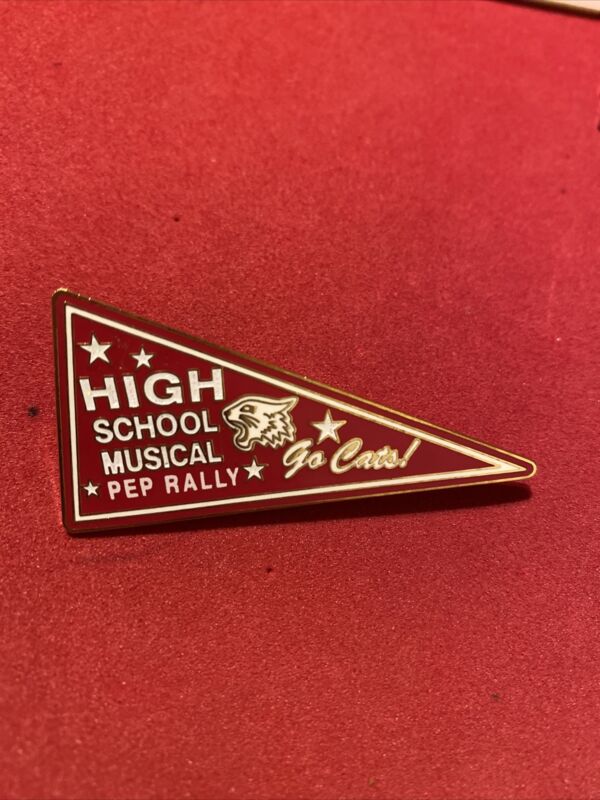 HIGH
SCHOOL
MUSICAL
PEP RALLY
Go Cats!